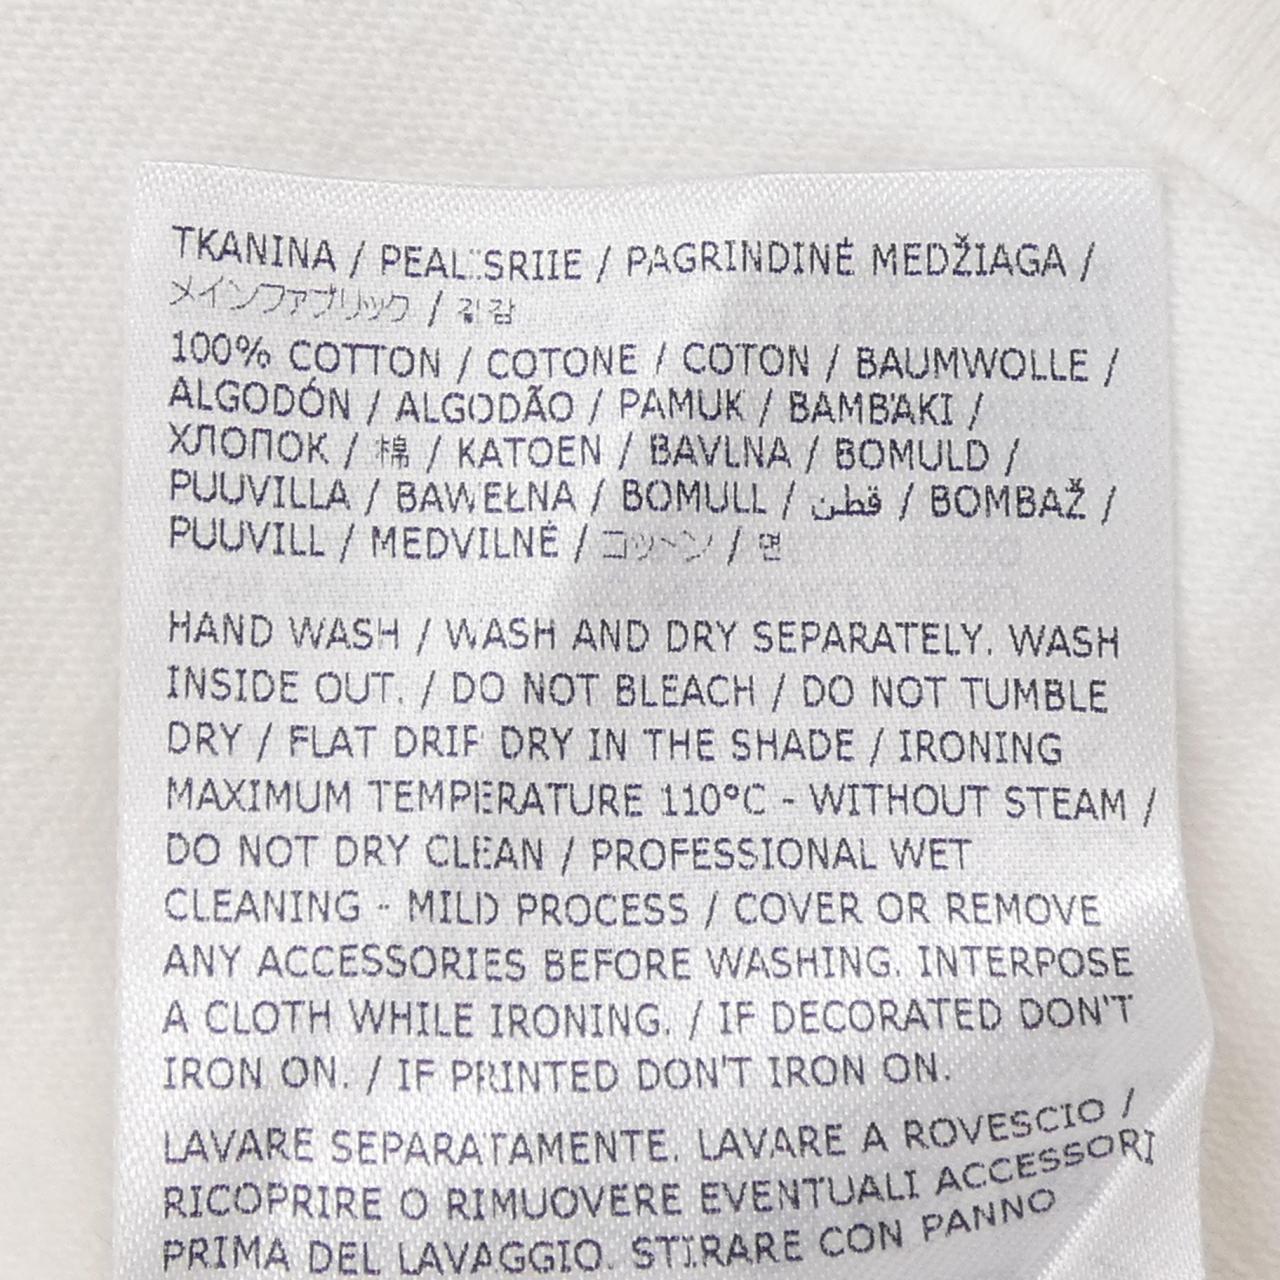 TKANINA / PEALISRIIE / PAGRINDINĖ MEDŽIAGA /
メインファブリック / 겉감
100% COTTON / COTONE / COTON / BAUMWOLLE /
ALGODÓN / ALGODÃO / PAMUK / BAMBAKI /
ХЛОПОК / 棉 / KATOEN / BAVLNA / BOMULD /
PUUVILLA / BAWEŁNA / BOMULL / قطن / BOMBAŽ /
PUUVILL / MEDVILNĖ / コットン / 면
HAND WASH / WASH AND DRY SEPARATELY. WASH
INSIDE OUT. / DO NOT BLEACH / DO NOT TUMBLE
DRY / FLAT DRIP DRY IN THE SHADE / IRONING
MAXIMUM TEMPERATURE 110°C - WITHOUT STEAM /
DO NOT DRY CLEAN / PROFESSIONAL WET
CLEANING - MILD PROCESS / COVER OR REMOVE
ANY ACCESSORIES BEFORE WASHING. INTERPOSE
A CLOTH WHILE IRONING. / IF DECORATED DON'T
IRON ON. / IF PRINTED DON'T IRON ON.
LAVARE SEPARATAMENTE. LAVARE A ROVESCIO /
RICOPRIRE O RIMUOVERE EVENTUALI ACCESSORI
PRIMA DEL LAVAGGIO. STIRARE CON PANNO